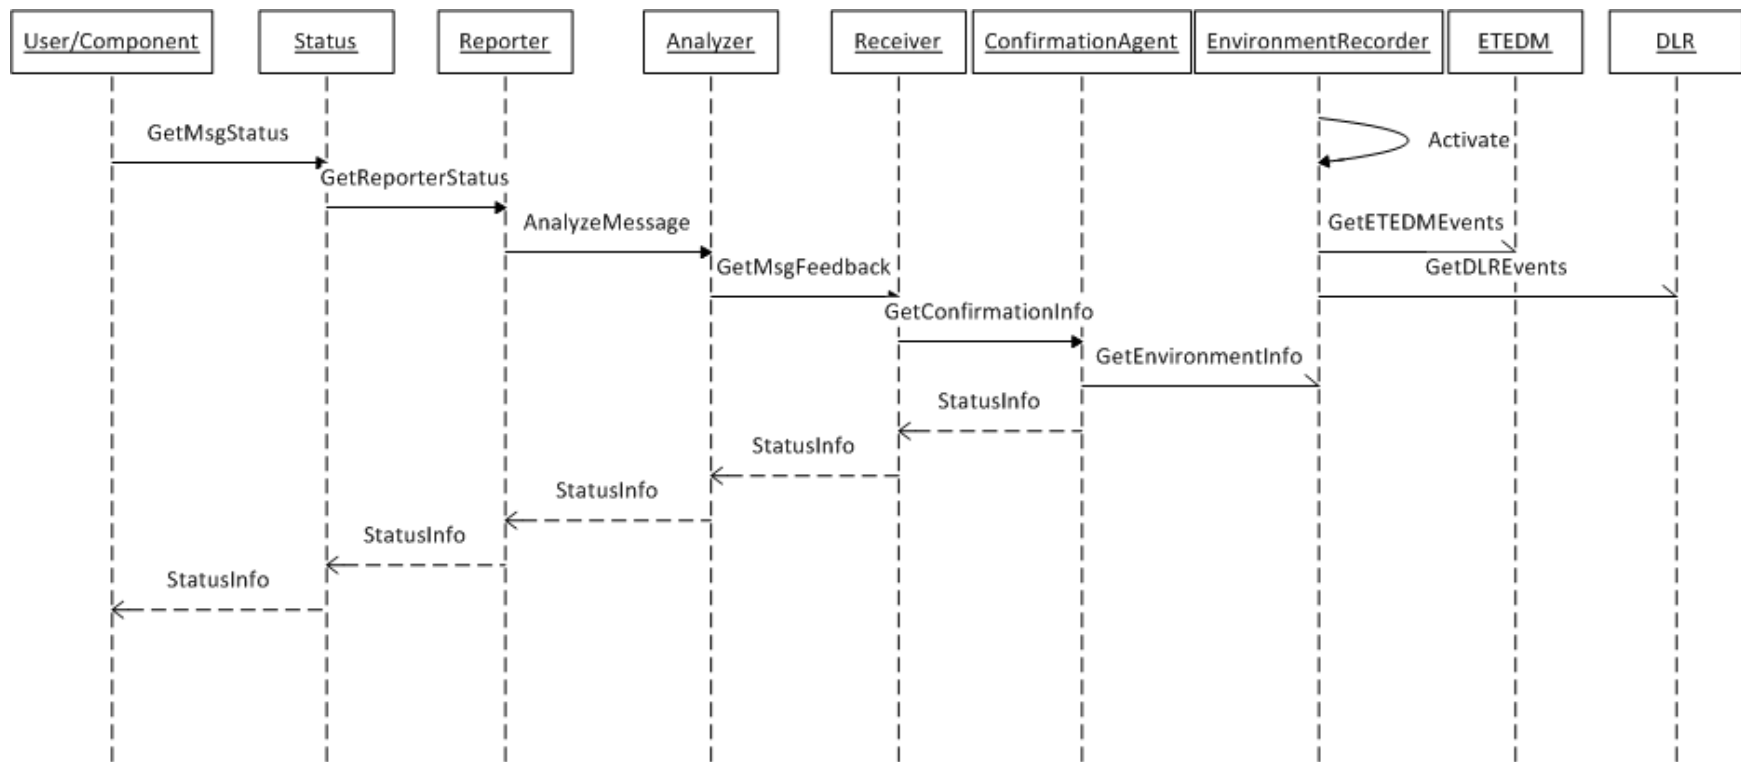 User/Component
Status
Reporter
Analyzer
Receiver
ConfirmationAgent
EnvironmentRecorder
ETEDM
DLR
GetMsgStatus
Activate
GetReporterStatus
AnalyzeMessage
GetETEDMEvents
GetMsgFeedback
GetDLREvents
GetConfirmationInfo
GetEnvironmentInfo
StatusInfo
StatusInfo
StatusInfo
StatusInfo
StatusInfo